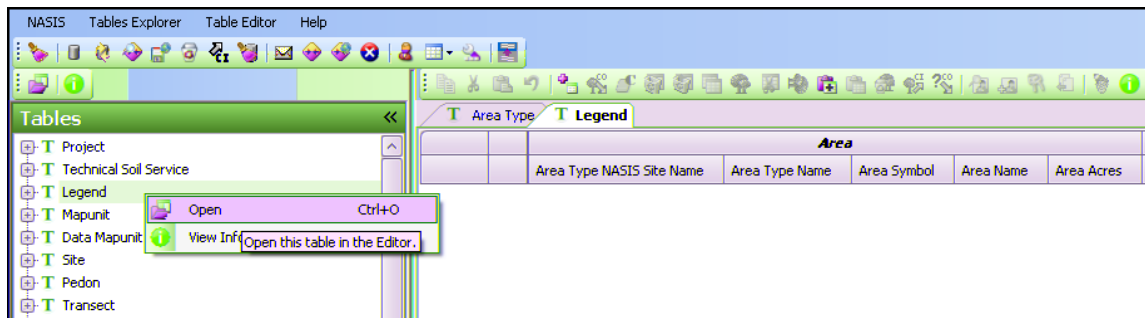 NASIS Tables Explorer Table Editor Help
Tables
T Area Type T Legend
Area
Area Type NASIS Site Name Area Type Name Area Symbol Area Name Area Acres
T Project
T Technical Soil Service
T Legend
T Mapunit
T Data Mapunit
T Site
T Pedon
T Transect
Open Ctrl+O
View Inf
Open this table in the Editor.